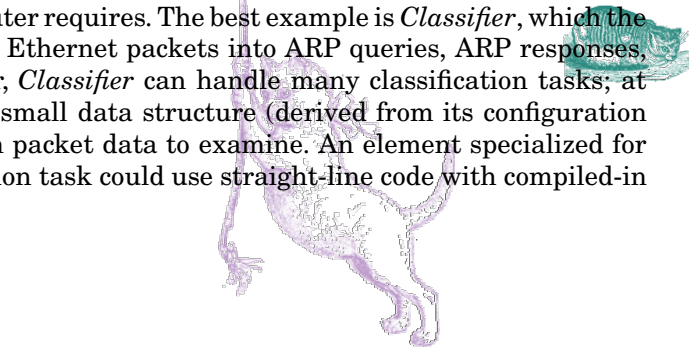 uter requires. The best example is Classifier, which the
Ethernet packets into ARP queries, ARP responses,
r, Classifier can handle many classification tasks; at
small data structure (derived from its configuration
n packet data to examine. An element specialized for
ion task could use straight-line code with compiled-in